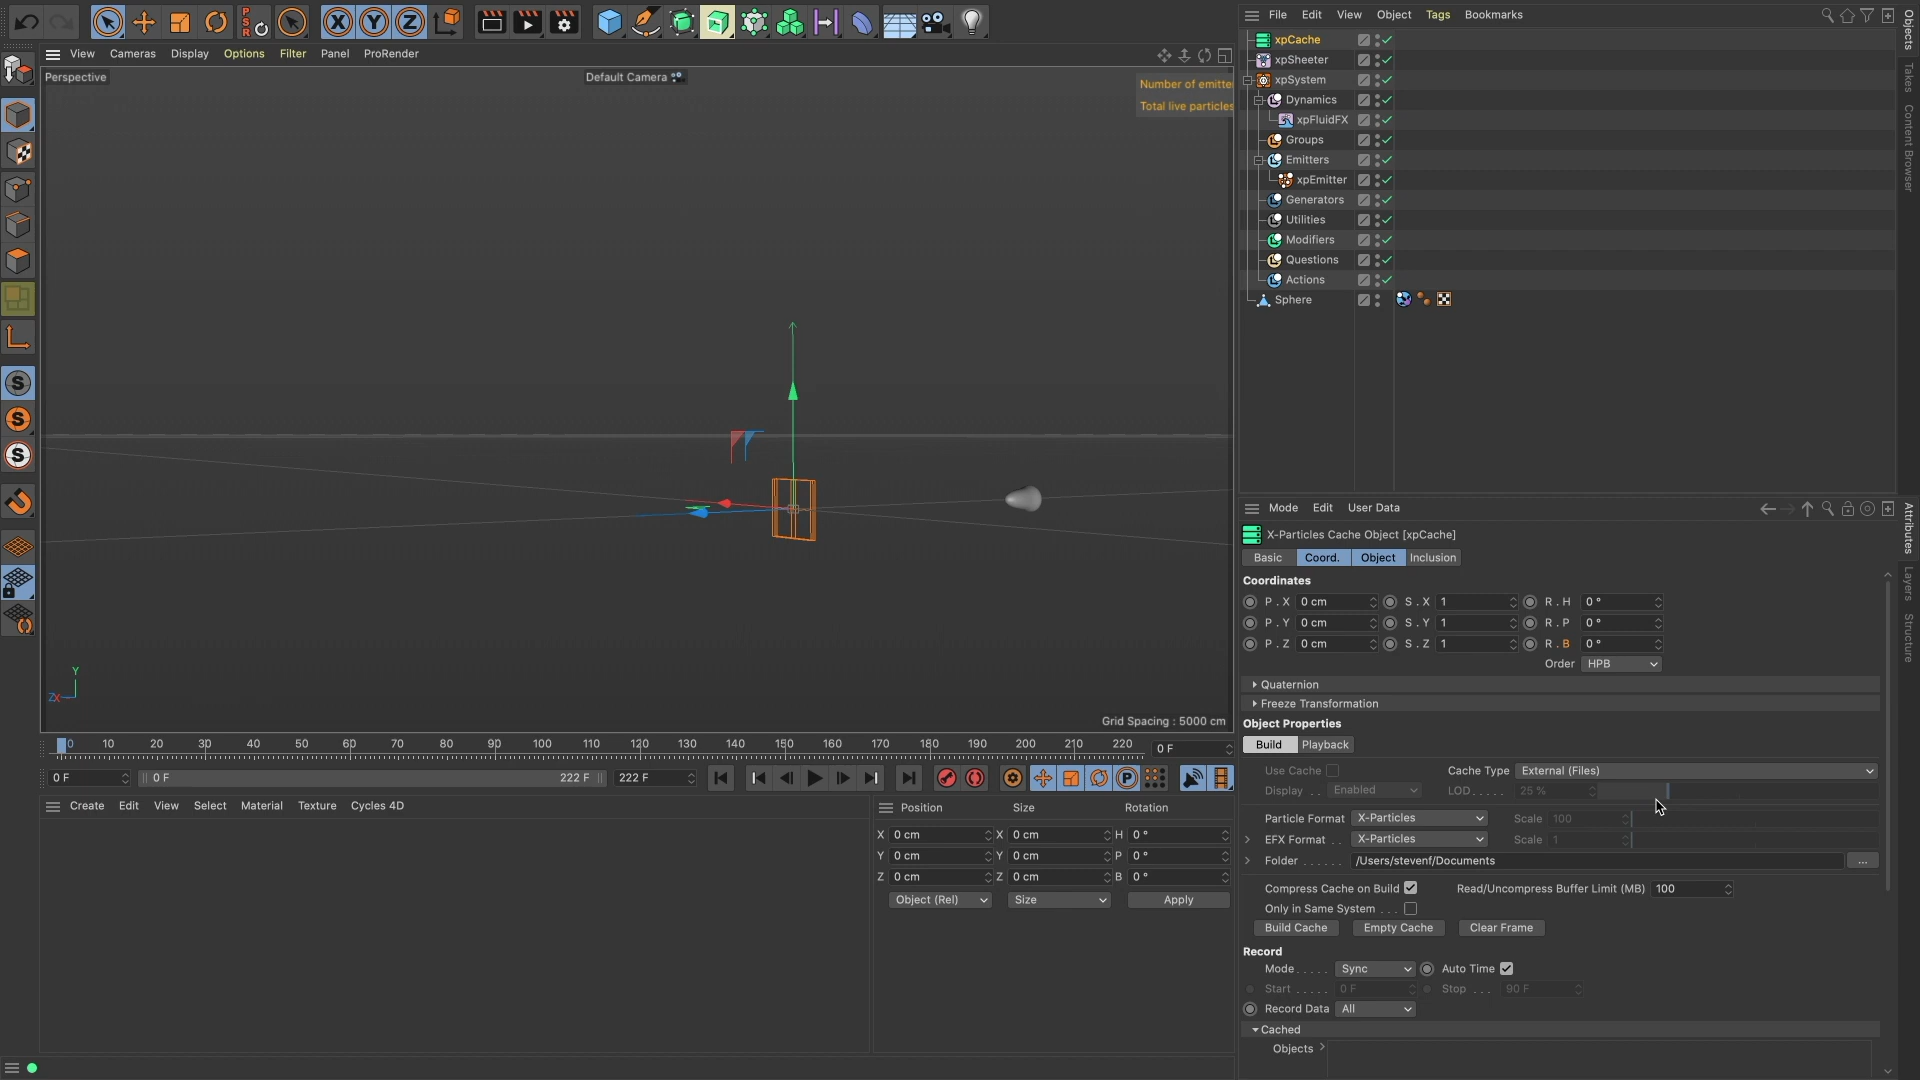 File Edit View Object Tags Bookmarks
View Cameras Display Options Filter Panel ProRender
Perspective
Default Camera
Number of emitte
Total live particles
xpCache
xpSheeter
xpSystem
Dynamics
xpFluidFX
Groups
Emitters
xpEmitter
Generators
Utilities
Modifiers
Questions
Actions
Sphere
Objects
Takes
Content Browser
PSR
X Y Z
S
S
S
Y
ZX
Grid Spacing : 5000 cm
Mode Edit User Data
X-Particles Cache Object [xpCache]
Basic Coord. Object Inclusion
Coordinates
P . X 0 cm S . X 1 R . H 0 °
P . Y 0 cm S . Y 1 R . P 0 °
P . Z 0 cm S . Z 1 R . B 0 °
Order HPB
Quaternion
Freeze Transformation
Object Properties
Build Playback
Use Cache Cache Type External (Files)
Display . . Enabled LOD. . . . . 25 %
Particle Format X-Particles Scale 100
EFX Format . . X-Particles Scale 1
Folder . . . . . . /Users/stevenf/Documents ...
Compress Cache on Build Read/Uncompress Buffer Limit (MB) 100
Only in Same System . . .
Build Cache Empty Cache Clear Frame
Record
Mode. . . . . Sync Auto Time
Start . . . . . 0 F Stop . . . 90 F
Record Data All
Cached
Objects
Attributes
Layers
Structure
0 10 20 30 40 50 60 70 80 90 100 110 120 130 140 150 160 170 180 190 200 210 220 0 F
0 F 0 F 222 F 222 F
P
Create Edit View Select Material Texture Cycles 4D
Position Size Rotation
X 0 cm X 0 cm H 0 °
Y 0 cm Y 0 cm P 0 °
Z 0 cm Z 0 cm B 0 °
Object (Rel) Size Apply